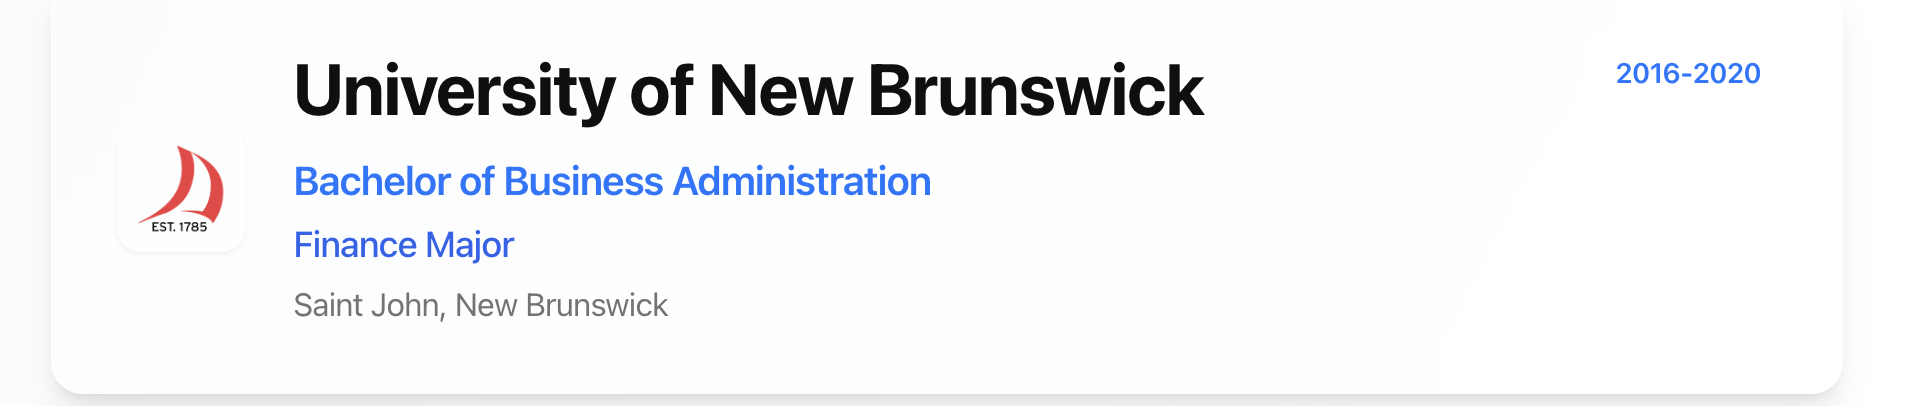 University of New Brunswick
2016-2020
Bachelor of Business Administration
Finance Major
Saint John, New Brunswick
EST. 1785